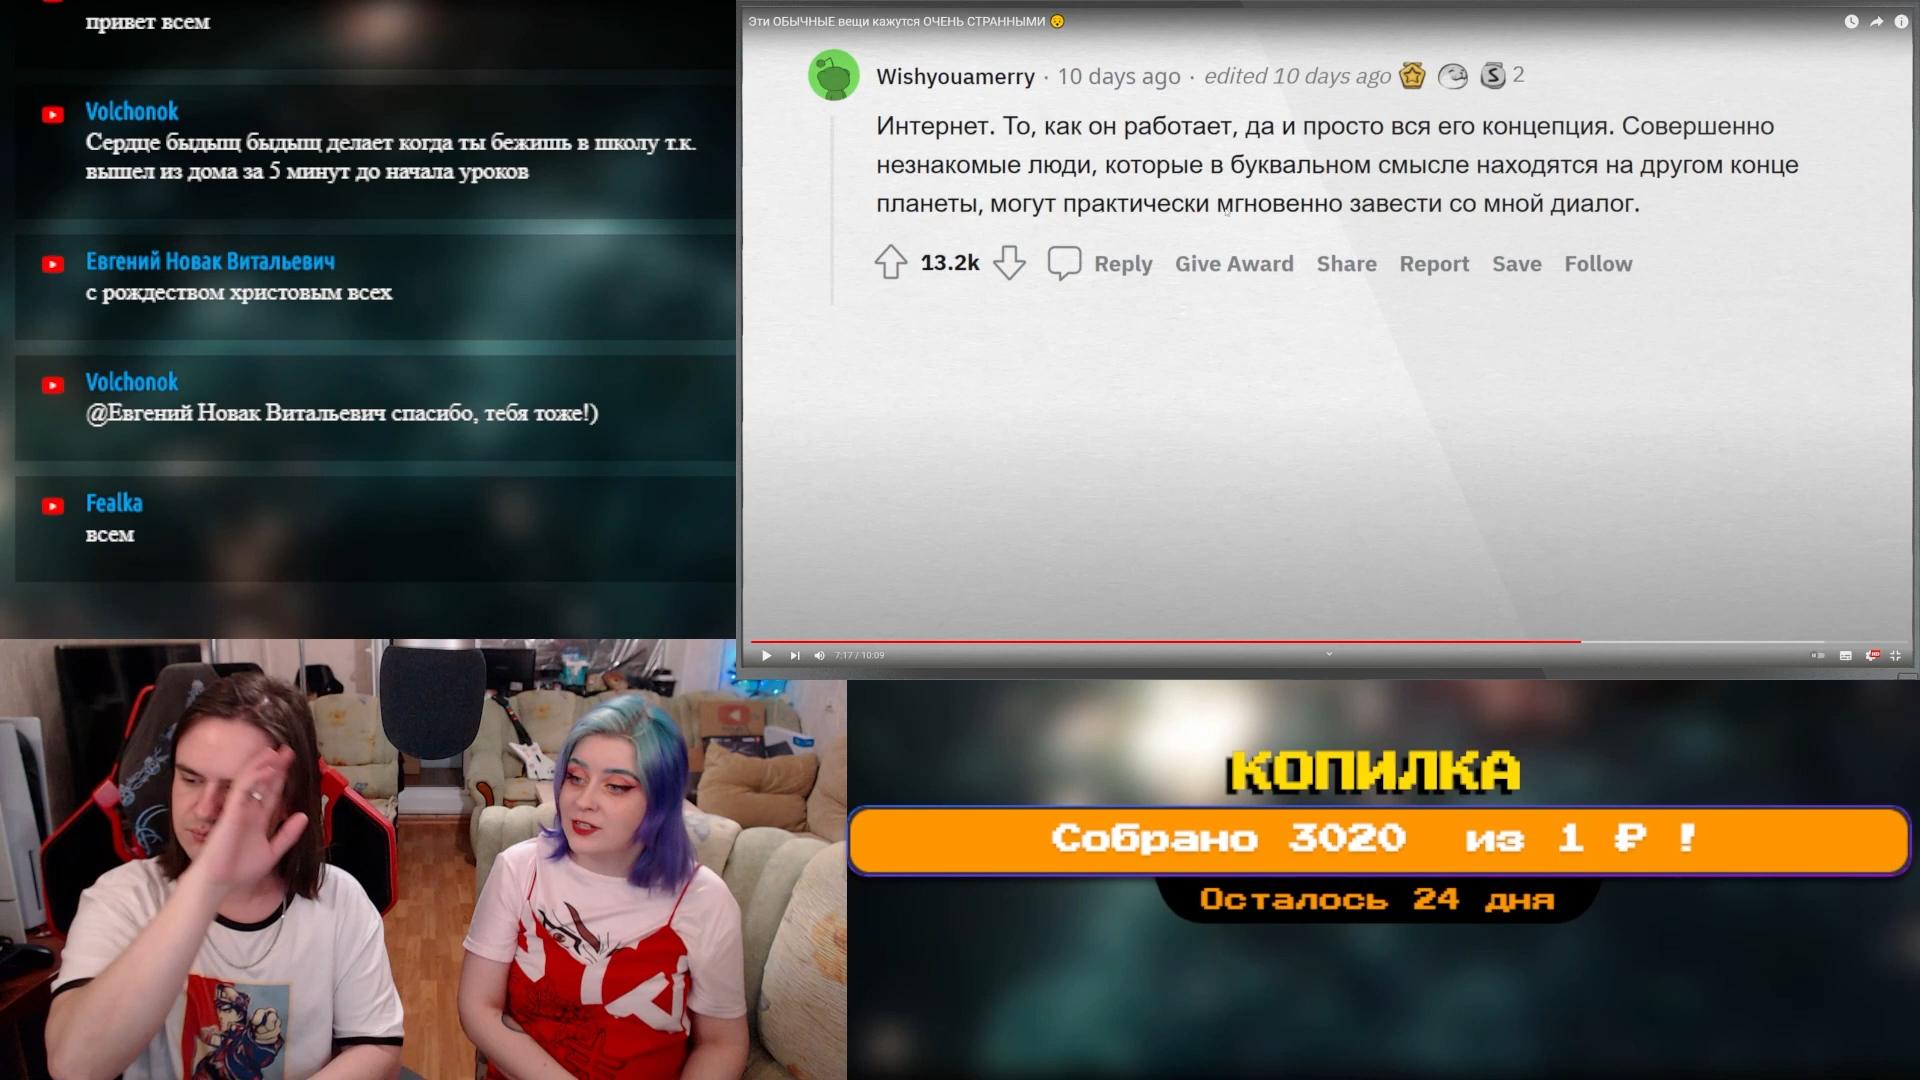 привет всем
Volchonok
Сердце быдыщ быдыщ делает когда ты бежишь в школу т.к.
вышел из дома за 5 минут до начала уроков
Евгений Новак Витальевич
с рождеством христовым всех
Volchonok
@Евгений Новак Витальевич спасибо, тебя тоже!)
Fealka
всем
Эти ОБЫЧНЫЕ вещи кажутся ОЧЕНЬ СТРАННЫМИ 😮
Wishyouamerry · 10 days ago · edited 10 days ago 2
Интернет. То, как он работает, да и просто вся его концепция. Совершенно
незнакомые люди, которые в буквальном смысле находятся на другом конце
планеты, могут практически мгновенно завести со мной диалог.
13.2k Reply Give Award Share Report Save Follow
7:17 / 10:09
КОПИЛКА
Собрано 3020 из 1 ₽ !
Осталось 24 дня